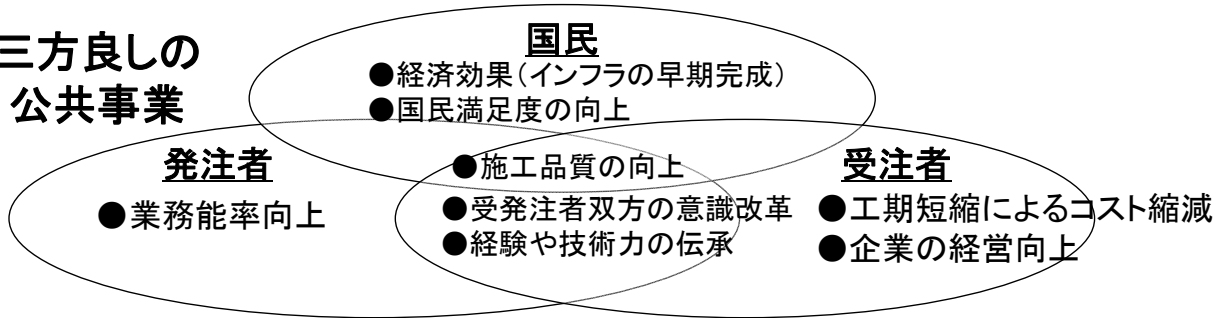 三方良しの
公共事業
国民
●経済効果(インフラの早期完成)
●国民満足度の向上
発注者
●業務能率向上
●施工品質の向上
●受発注者双方の意識改革
●経験や技術力の伝承
受注者
●工期短縮によるコスト縮減
●企業の経営向上